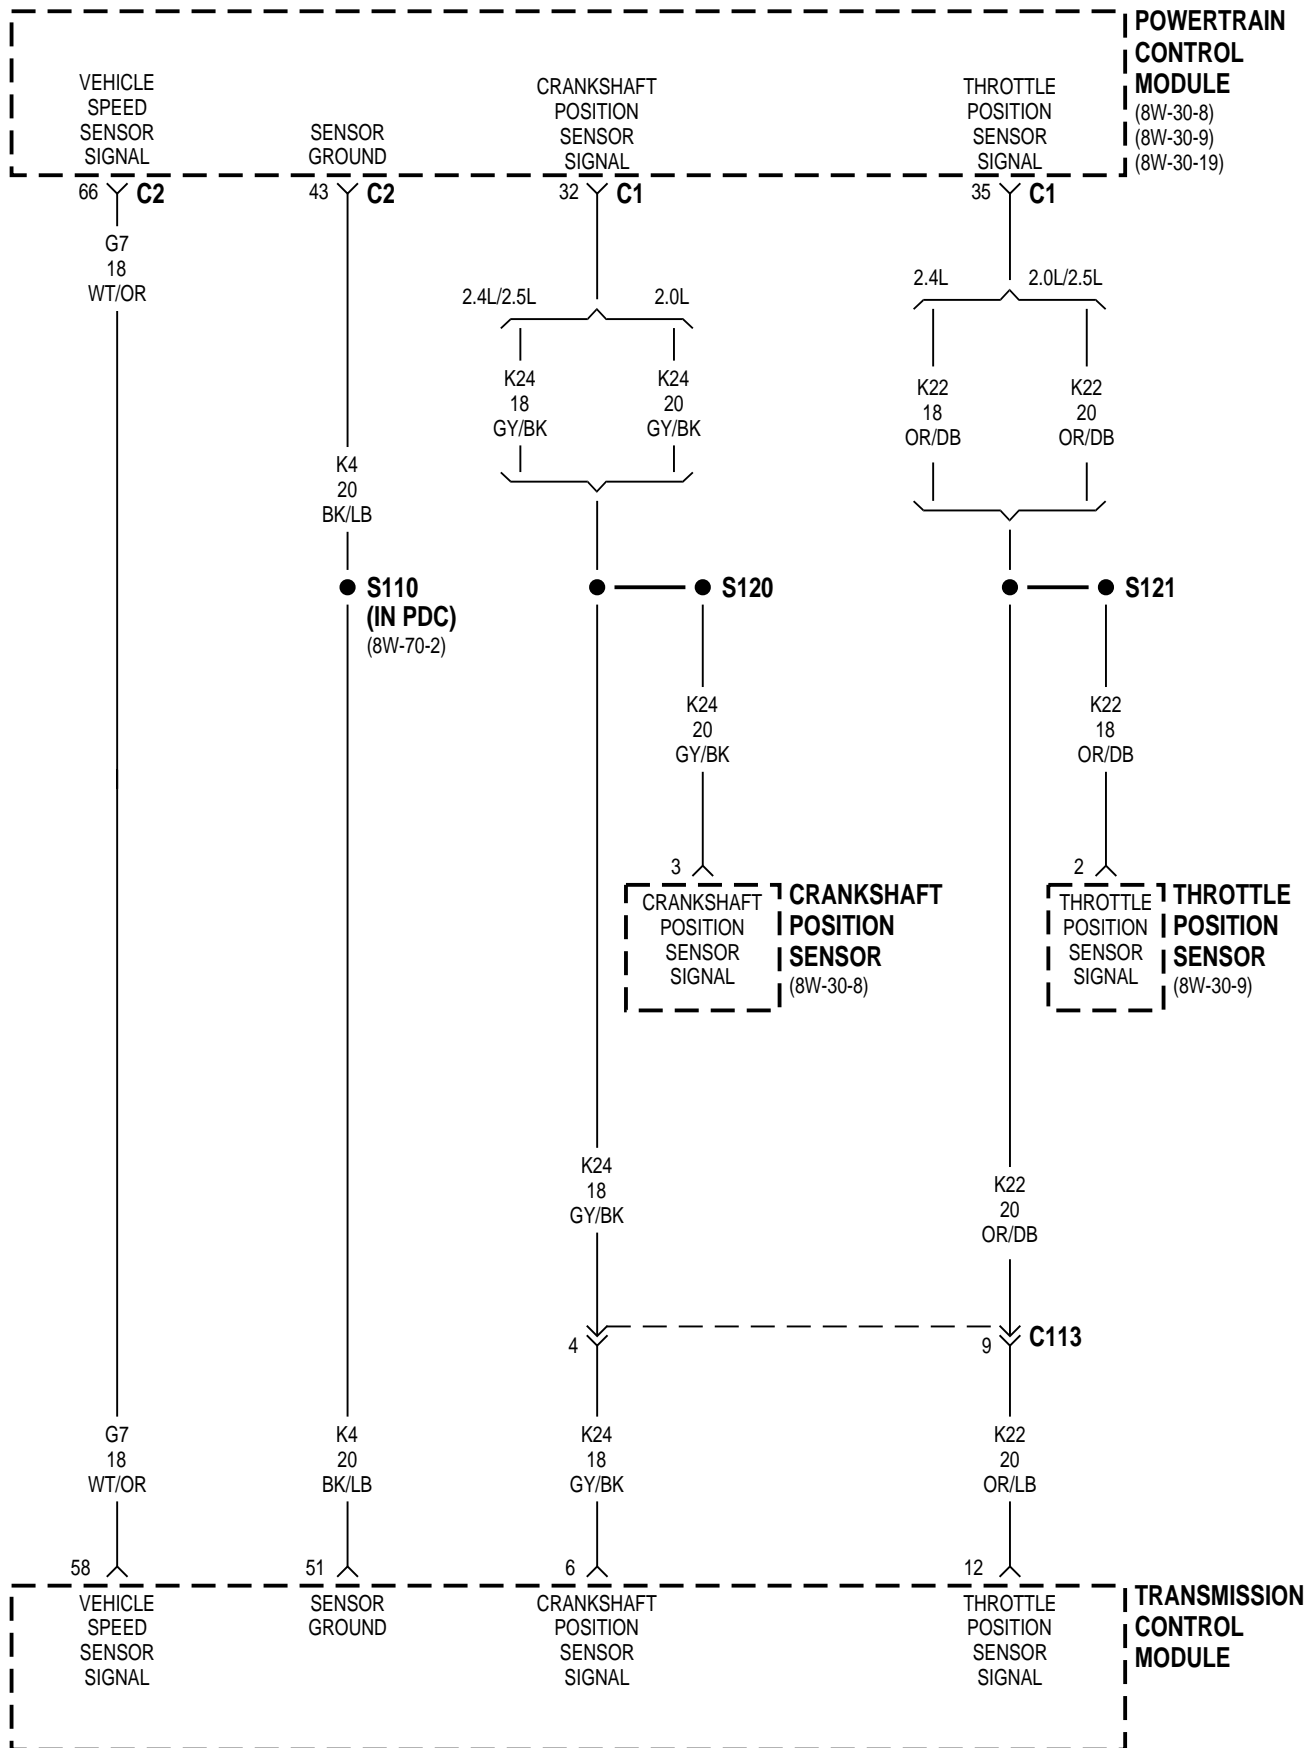 POWERTRAIN
CONTROL
MODULE
(8W-30-8)
(8W-30-9)
(8W-30-19)
VEHICLE
SPEED
SENSOR
SIGNAL
SENSOR
GROUND
CRANKSHAFT
POSITION
SENSOR
SIGNAL
THROTTLE
POSITION
SENSOR
SIGNAL
66 C2
43 C2
32 C1
35 C1
G7
18
WT/OR
2.4L/2.5L 2.0L
2.4L 2.0L/2.5L
K24
18
GY/BK
K24
20
GY/BK
K22
18
OR/DB
K22
20
OR/DB
K4
20
BK/LB
S110
(IN PDC)
(8W-70-2)
S120
S121
K24
20
GY/BK
K22
18
OR/DB
3
2
CRANKSHAFT
POSITION
SENSOR
SIGNAL
CRANKSHAFT
POSITION
SENSOR
(8W-30-8)
THROTTLE
POSITION
SENSOR
SIGNAL
THROTTLE
POSITION
SENSOR
(8W-30-9)
K24
18
GY/BK
K22
20
OR/DB
4
9 C113
G7
18
WT/OR
K4
20
BK/LB
K24
18
GY/BK
K22
20
OR/LB
58
51
6
12
VEHICLE
SPEED
SENSOR
SIGNAL
SENSOR
GROUND
CRANKSHAFT
POSITION
SENSOR
SIGNAL
THROTTLE
POSITION
SENSOR
SIGNAL
TRANSMISSION
CONTROL
MODULE